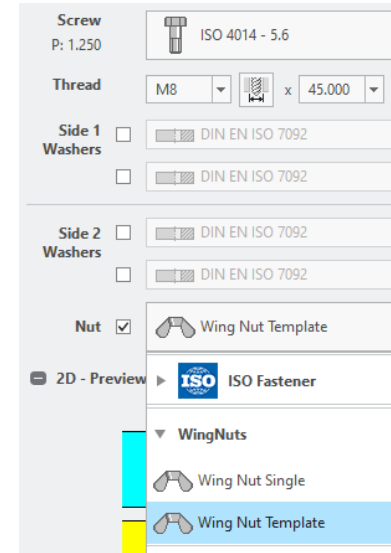 Screw
ISO 4014 - 5.6
P: 1.250
Thread
M8
x
45.000
Side 1
Washers
DIN EN ISO 7092
DIN EN ISO 7092
Side 2
Washers
DIN EN ISO 7092
DIN EN ISO 7092
Nut
Wing Nut Template
2D - Preview
ISO
ISO Fastener
WingNuts
Wing Nut Single
Wing Nut Template